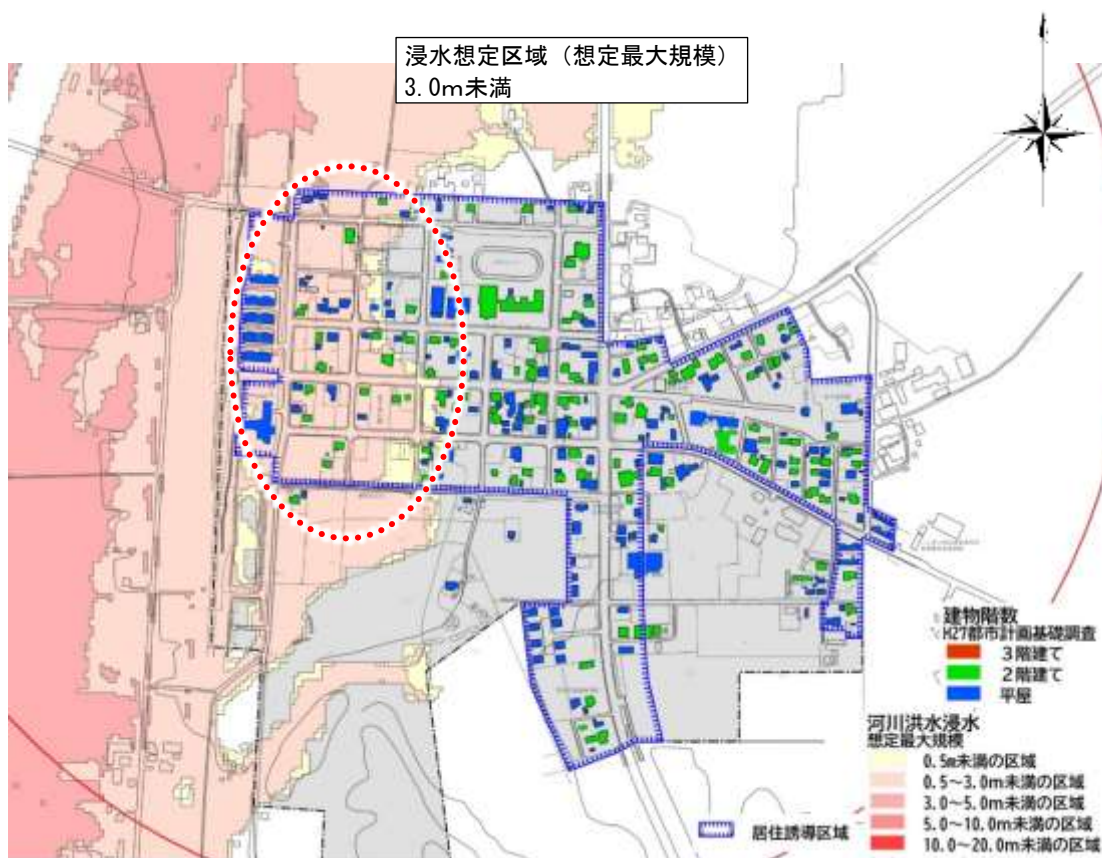 浸水想定区域（想定最大規模）
3.0m未満
建物階数
H27都市計画基礎調査
3階建て
2階建て
平屋
河川洪水浸水
想定最大規模
0.5m未満の区域
0.5～3.0m未満の区域
3.0～5.0m未満の区域
5.0～10.0m未満の区域
10.0～20.0mの区域
居住誘導区域